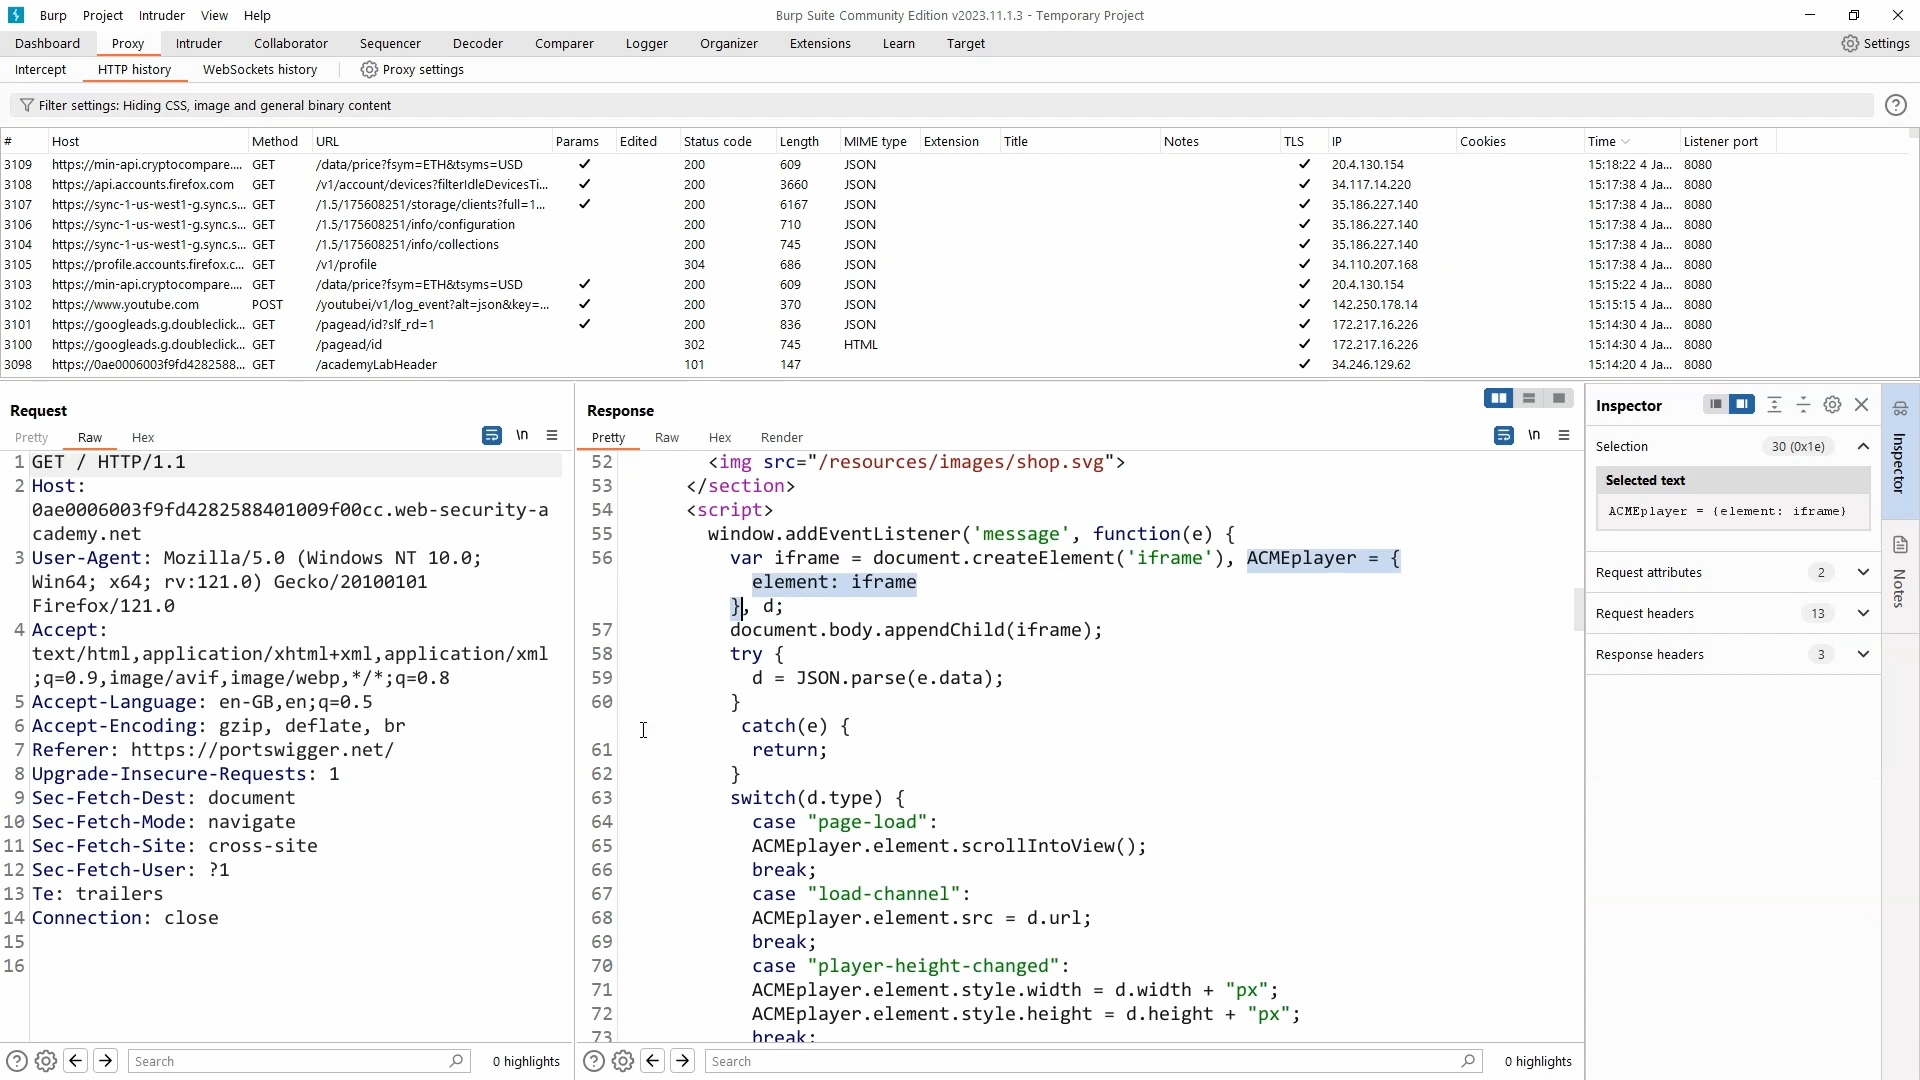 Burp Project Intruder View Help
Burp Suite Community Edition v2023.11.1.3 - Temporary Project
Dashboard Proxy Intruder Collaborator Sequencer Decoder Comparer Logger Organizer Extensions Learn Target Settings
Intercept HTTP history WebSockets history Proxy settings
Filter settings: Hiding CSS, image and general binary content
# Host Method URL Params Edited Status code Length MIME type Extension Title Notes TLS IP Cookies Time Listener port
3109 https://min-api.cryptocompare.... GET /data/price?fsym=ETH&tsyms=USD ✓ 200 609 JSON ✓ 20.4.130.154 15:18:22 4 Ja... 8080
3108 https://api.accounts.firefox.com GET /v1/account/devices?filterIdleDevicesTi... ✓ 200 3660 JSON ✓ 34.117.14.220 15:17:38 4 Ja... 8080
3107 https://sync-1-us-west1-g.sync.s... GET /1.5/175608251/storage/clients?full=1... ✓ 200 6167 JSON ✓ 35.186.227.140 15:17:38 4 Ja... 8080
3106 https://sync-1-us-west1-g.sync.s... GET /1.5/175608251/info/configuration 200 710 JSON ✓ 35.186.227.140 15:17:38 4 Ja... 8080
3104 https://sync-1-us-west1-g.sync.s... GET /1.5/175608251/info/collections 200 745 JSON ✓ 35.186.227.140 15:17:38 4 Ja... 8080
3105 https://profile.accounts.firefox.c... GET /v1/profile 304 686 JSON ✓ 34.110.207.168 15:17:38 4 Ja... 8080
3103 https://min-api.cryptocompare.... GET /data/price?fsym=ETH&tsyms=USD ✓ 200 609 JSON ✓ 20.4.130.154 15:15:22 4 Ja... 8080
3102 https://www.youtube.com POST /youtubei/v1/log_event?alt=json&key=... ✓ 200 370 JSON ✓ 142.250.178.14 15:15:15 4 Ja... 8080
3101 https://googleads.g.doubleclick... GET /pagead/id?slf_rd=1 ✓ 200 836 JSON ✓ 172.217.16.226 15:14:30 4 Ja... 8080
3100 https://googleads.g.doubleclick... GET /pagead/id 302 745 HTML ✓ 172.217.16.226 15:14:30 4 Ja... 8080
3098 https://0ae0006003f9fd4282588... GET /academyLabHeader 101 147 ✓ 34.246.129.62 15:14:20 4 Ja... 8080
Request
Pretty Raw Hex \n
1 GET / HTTP/1.1
2 Host:
0ae0006003f9fd4282588401009f00cc.web-security-a
cademy.net
3 User-Agent: Mozilla/5.0 (Windows NT 10.0;
Win64; x64; rv:121.0) Gecko/20100101
Firefox/121.0
4 Accept:
text/html,application/xhtml+xml,application/xml
;q=0.9,image/avif,image/webp,*/*;q=0.8
5 Accept-Language: en-GB,en;q=0.5
6 Accept-Encoding: gzip, deflate, br
7 Referer: https://portswigger.net/
8 Upgrade-Insecure-Requests: 1
9 Sec-Fetch-Dest: document
10 Sec-Fetch-Mode: navigate
11 Sec-Fetch-Site: cross-site
12 Sec-Fetch-User: ?1
13 Te: trailers
14 Connection: close
15
16
Search 0 highlights
Response
Pretty Raw Hex Render \n
52 <img src="/resources/images/shop.svg">
53 </section>
54 <script>
55 window.addEventListener('message', function(e) {
56 var iframe = document.createElement('iframe'), ACMEplayer = {
element: iframe
}, d;
57 document.body.appendChild(iframe);
58 try {
59 d = JSON.parse(e.data);
60 }
catch(e) {
61 return;
62 }
63 switch(d.type) {
64 case "page-load":
65 ACMEplayer.element.scrollIntoView();
66 break;
67 case "load-channel":
68 ACMEplayer.element.src = d.url;
69 break;
70 case "player-height-changed":
71 ACMEplayer.element.style.width = d.width + "px";
72 ACMEplayer.element.style.height = d.height + "px";
73 break;
Search 0 highlights
Inspector
Selection 30 (0x1e)
Selected text
ACMEplayer = {element: iframe}
Request attributes 2
Request headers 13
Response headers 3
Inspector
Notes